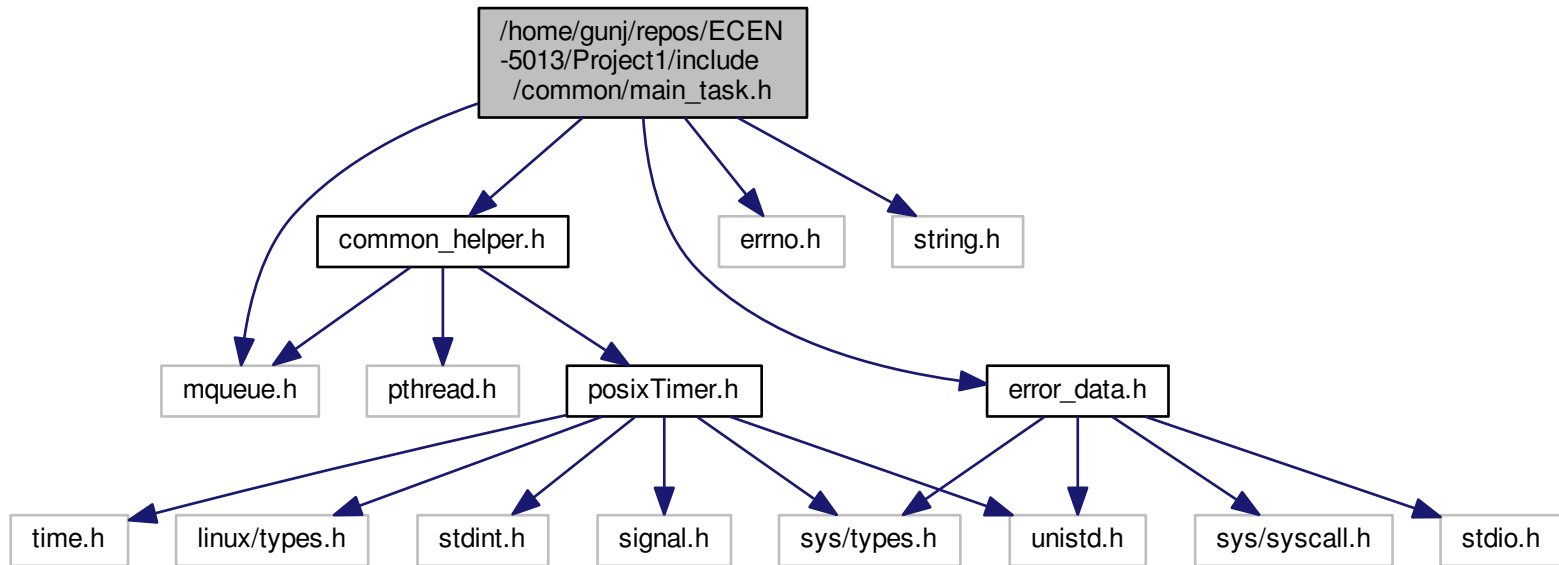 /home/gunj/repos/ECEN
-5013/Project1/include
/common/main_task.h
common_helper.h
errno.h
string.h
mqueue.h
pthread.h
posixTimer.h
error_data.h
time.h
linux/types.h
stdint.h
signal.h
sys/types.h
unistd.h
sys/syscall.h
stdio.h